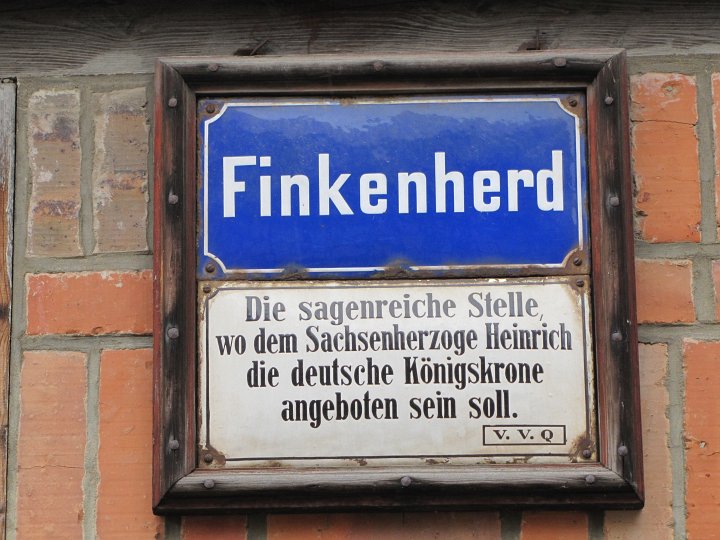 Finkenherd
Die sagenreiche Stelle,
wo dem Sachsenherzoge Heinrich
die deutsche Königskrone
angeboten sein soll.
V. V. Q